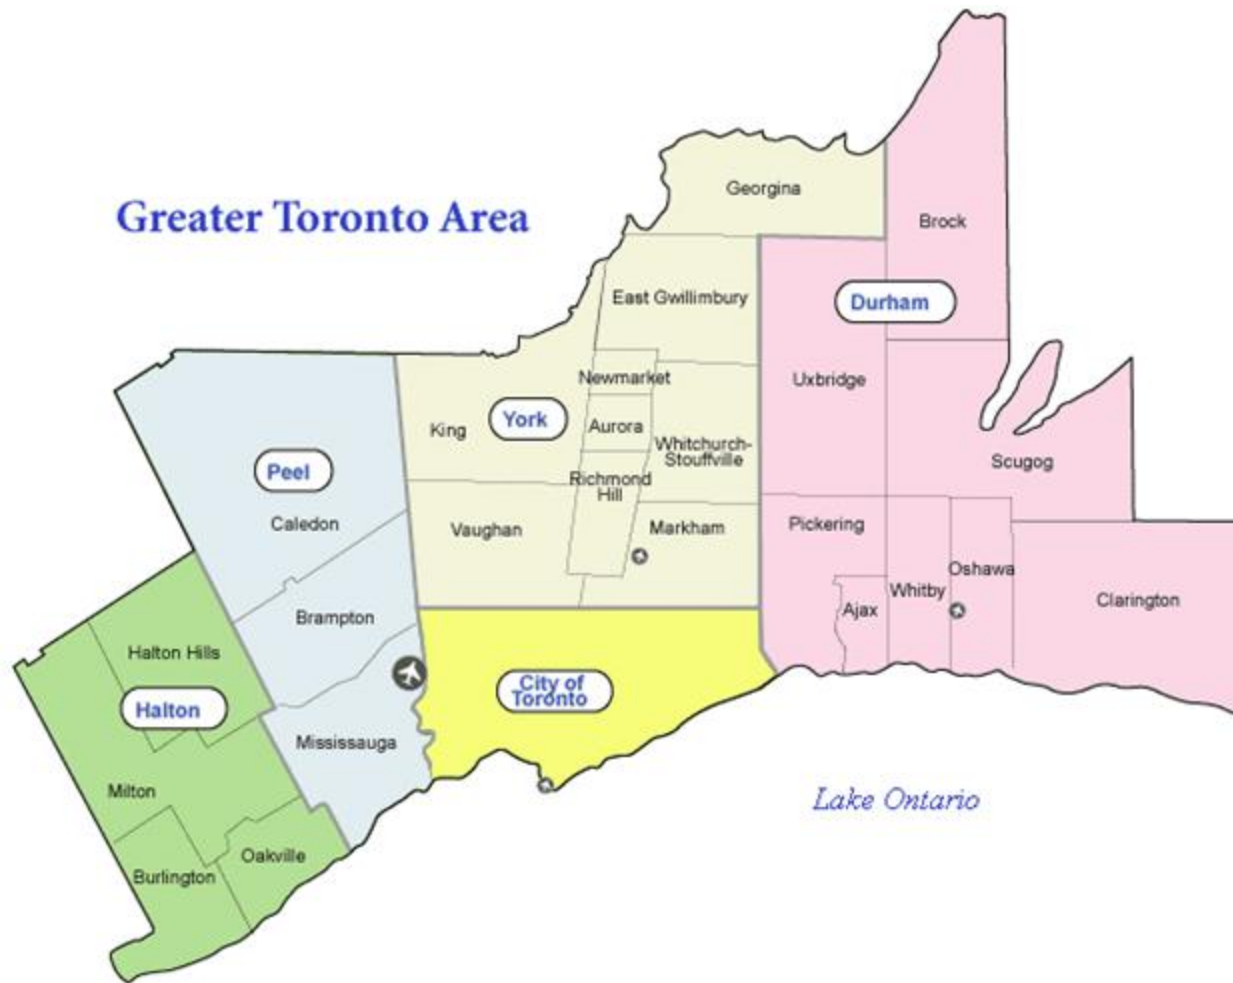 Georgina
Greater Toronto Area
Brock
East Gwillimbury
Durham
Newmarket
Uxbridge
York
Aurora
King
Whitchurch-
Stouffville
Peel
Scugog
Richmond
Hill
Caledon
Vaughan
Markham
Pickering
Oshawa
Whitby
Ajax
Clarington
Brampton
Halton Hills
City of
Toronto
Halton
Mississauga
Milton
Lake Ontario
Oakville
Burlington